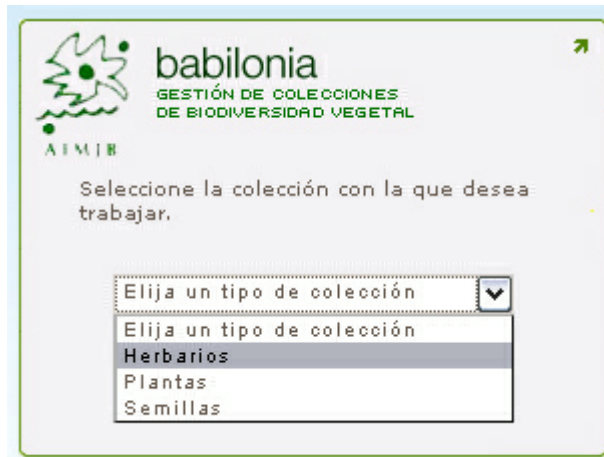 babilonia
GESTIÓN DE COLECCIONES
DE BIODIVERSIDAD VEGETAL
AIMJB
Seleccione la colección con la que desea
trabajar.
Elija un tipo de colección
Elija un tipo de colección
Herbarios
Plantas
Semillas